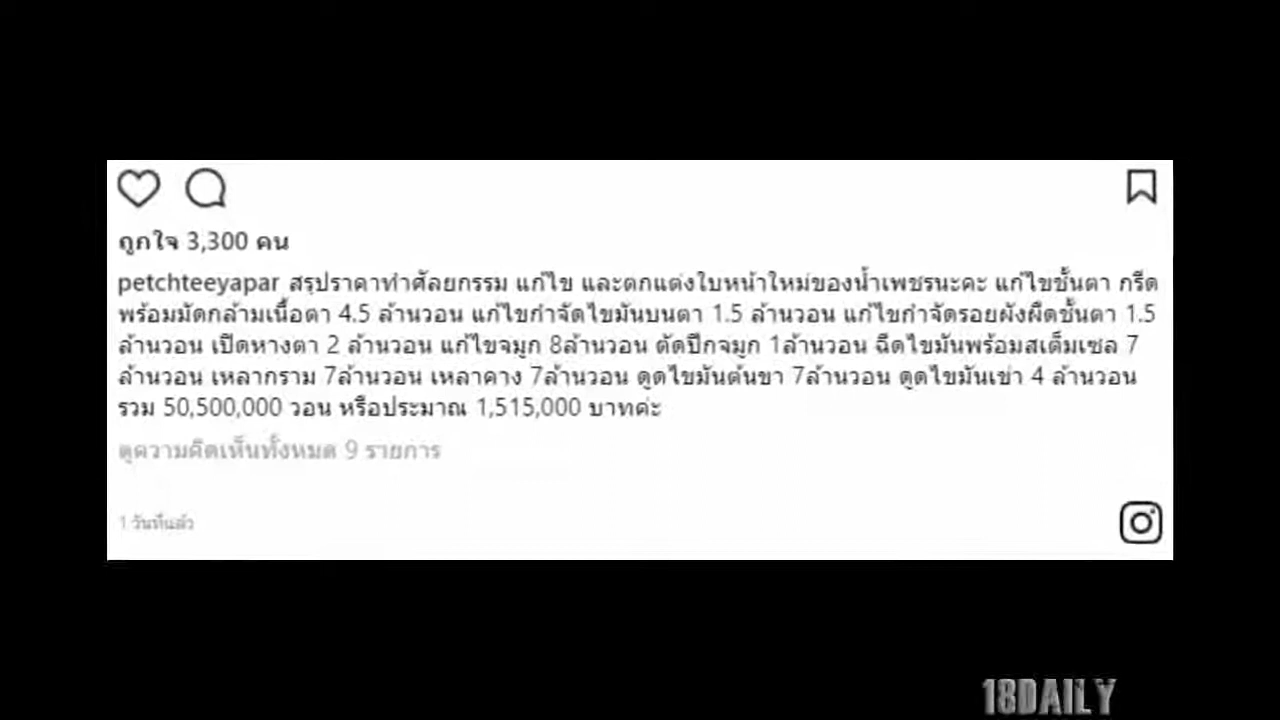 ถูกใจ 3,300 คน
petchteeyapar สรุปราคาทำศัลยกรรม แก้ไข และตกแต่งใบหน้าใหม่ของน้ำเพชรนะคะ แก้ไขชั้นตา กรีด
พร้อมมัดกล้ามเนื้อตา 4.5 ล้านวอน แก้ไขกำจัดไขมันบนตา 1.5 ล้านวอน แก้ไขกำจัดรอยผังผืดชั้นตา 1.5
ล้านวอน เปิดหางตา 2 ล้านวอน แก้ไขจมูก 8ล้านวอน ตัดปีกจมูก 1ล้านวอน ฉีดไขมันพร้อมสเต็มเซล 7
ล้านวอน เหลากราม 7ล้านวอน เหลาคาง 7ล้านวอน ดูดไขมันต้นขา 7ล้านวอน ดูดไขมันเข่า 4 ล้านวอน
รวม 50,500,000 วอน หรือประมาณ 1,515,000 บาทค่ะ
ดูความคิดเห็นทั้งหมด 9 รายการ
1 วันที่แล้ว
18DAILY